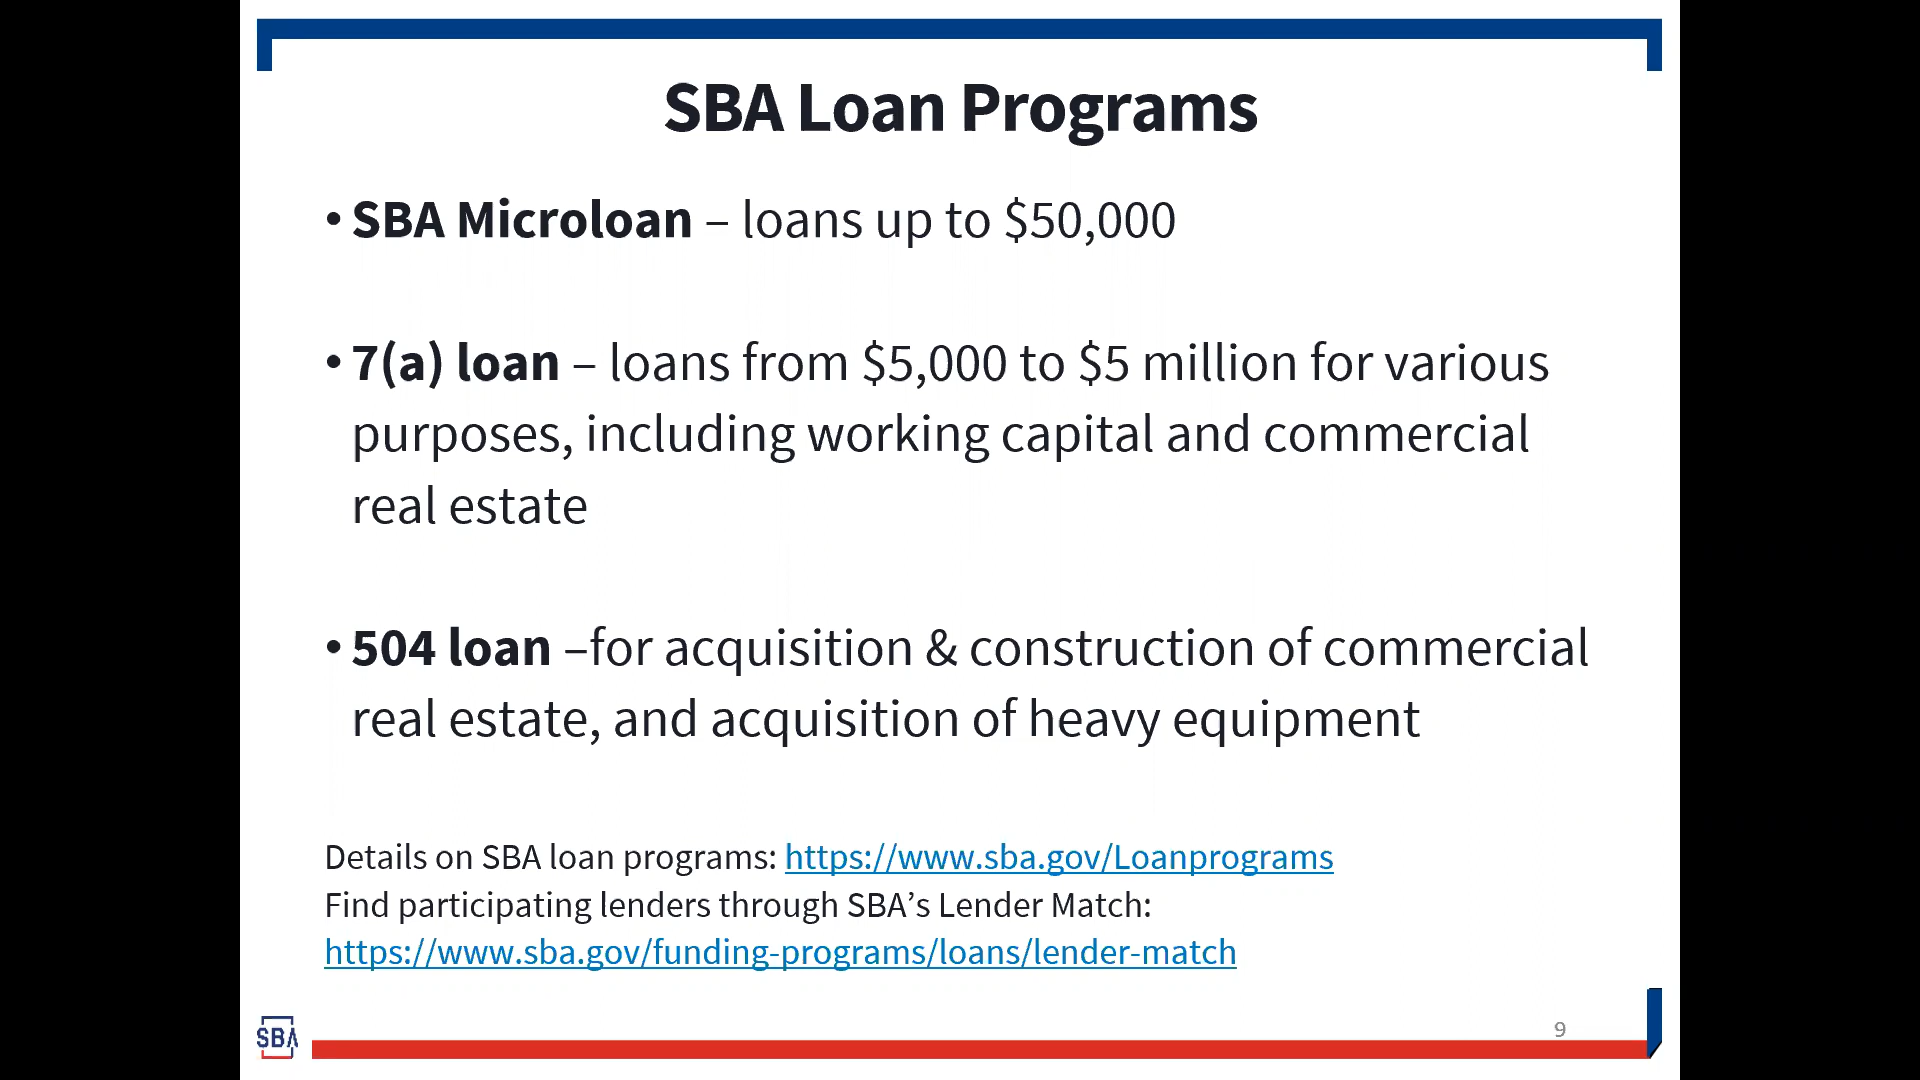 SBA Loan Programs
• SBA Microloan – loans up to $50,000
• 7(a) loan – loans from $5,000 to $5 million for various
purposes, including working capital and commercial
real estate
• 504 loan –for acquisition & construction of commercial
real estate, and acquisition of heavy equipment
Details on SBA loan programs: https://www.sba.gov/Loanprograms
Find participating lenders through SBA’s Lender Match:
https://www.sba.gov/funding-programs/loans/lender-match
9
SBA